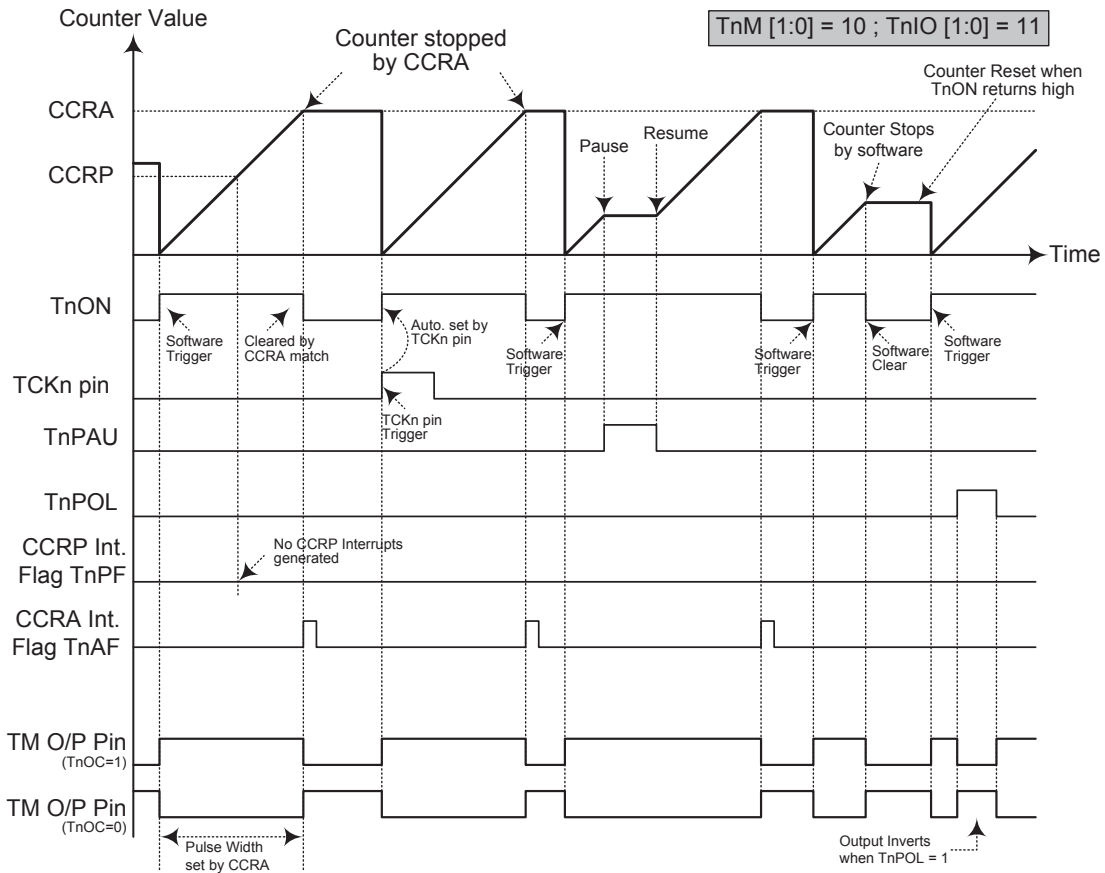 Counter Value
TnM [1:0] = 10 ; TnIO [1:0] = 11
Counter stopped
by CCRA
Counter Reset when
TnON returns high
CCRA
Pause
Resume
Counter Stops
by software
CCRP
Time
TnON
Software
Trigger
Cleared by
CCRA match
Auto. set by
TCKn pin
Software
Trigger
Software
Trigger
Software
Clear
Software
Trigger
TCKn pin
TCKn pin
Trigger
TnPAU
TnPOL
No CCRP Interrupts
generated
CCRP Int.
Flag TnPF
CCRA Int.
Flag TnAF
TM O/P Pin
(TnOC=1)
TM O/P Pin
(TnOC=0)
Pulse Width
set by CCRA
Output Inverts
when TnPOL = 1